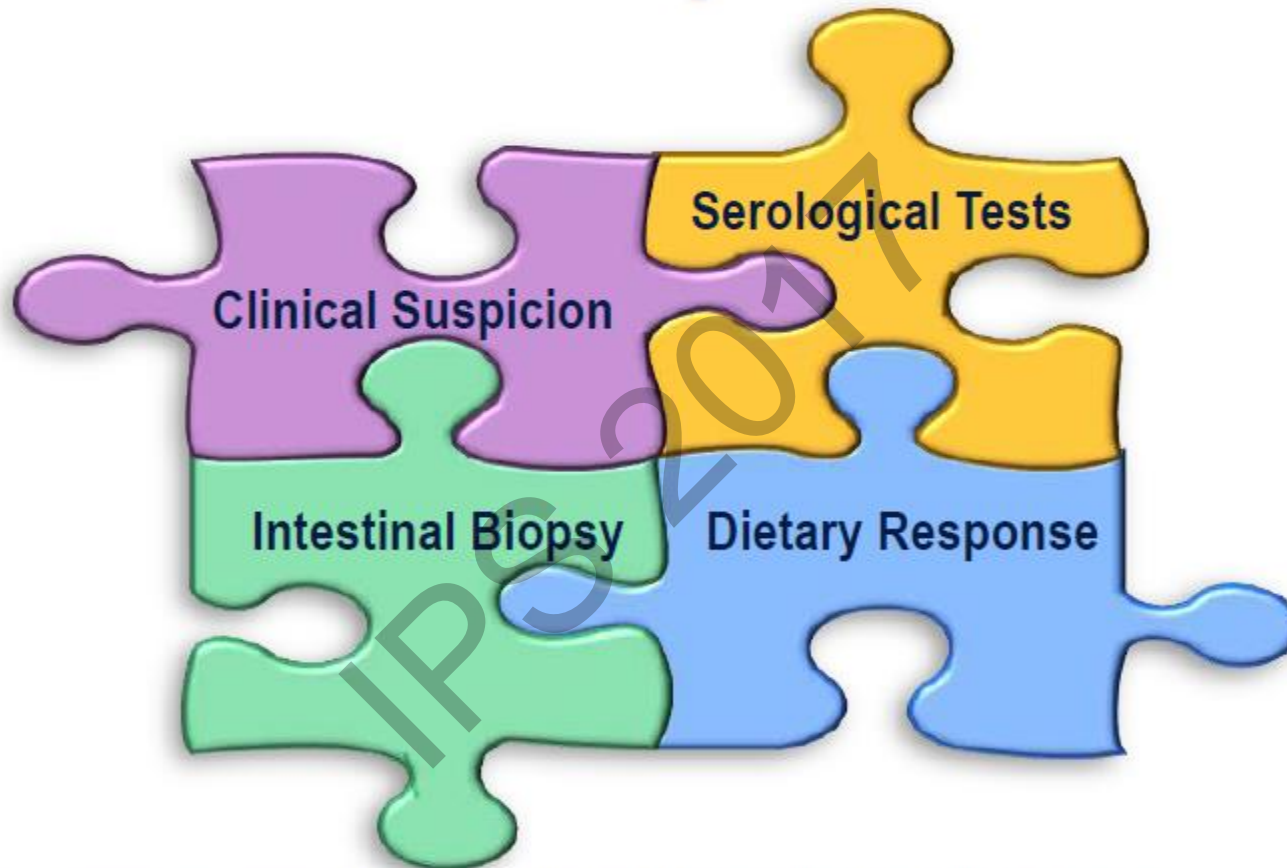 Serological Tests
Clinical Suspicion
Intestinal Biopsy
Dietary Response
IPS 2017